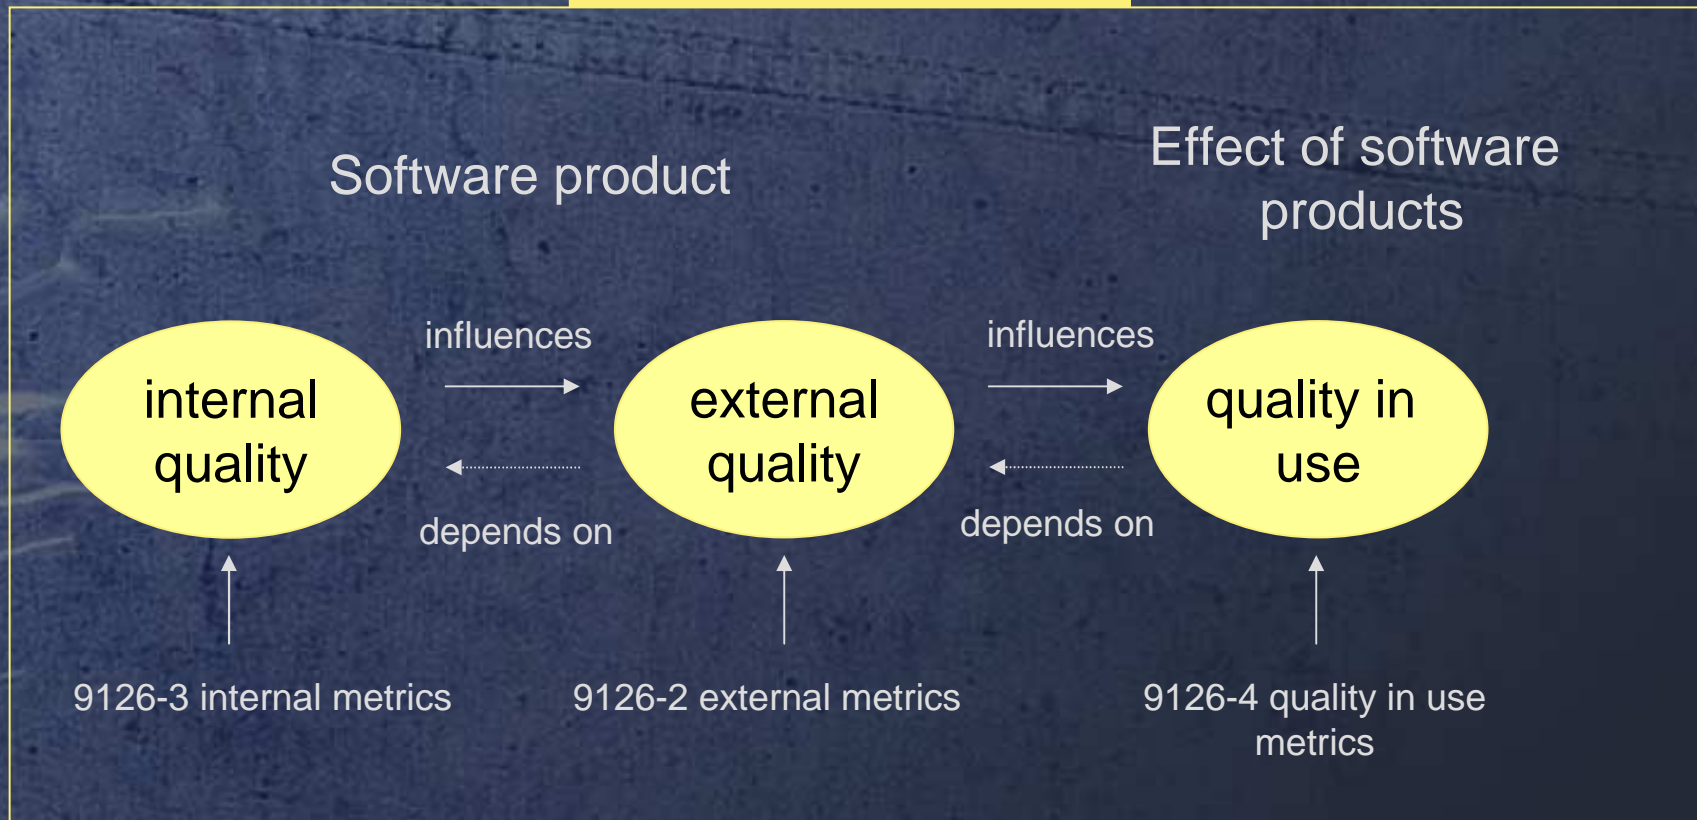 Software product
Effect of software
products
influences
influences
internal
quality
external
quality
quality in
use
depends on
depends on
9126-3 internal metrics
9126-2 external metrics
9126-4 quality in use
metrics